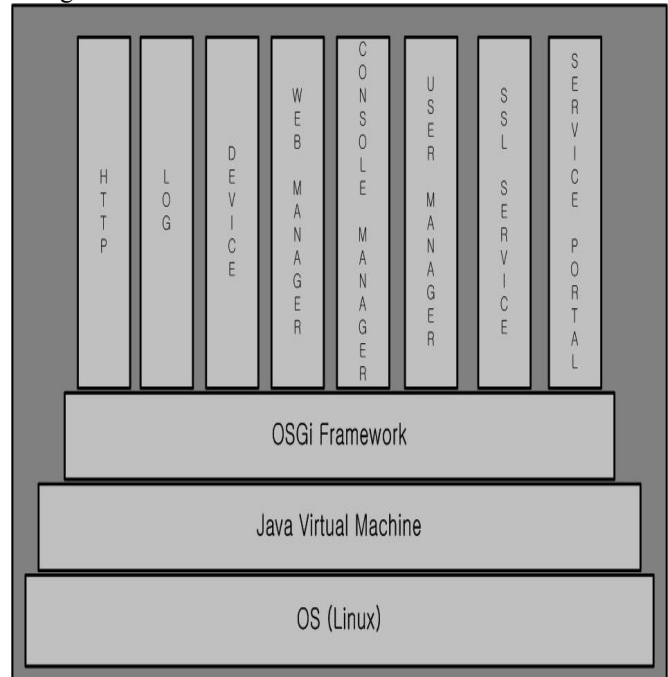 HTTP
LOG
DEVICE
WEB MANAGER
CONSOLE MANAGER
USER MANAGER
SSL SERVICE
SERVICE PORTAL
OSGi Framework
Java Virtual Machine
OS (Linux)